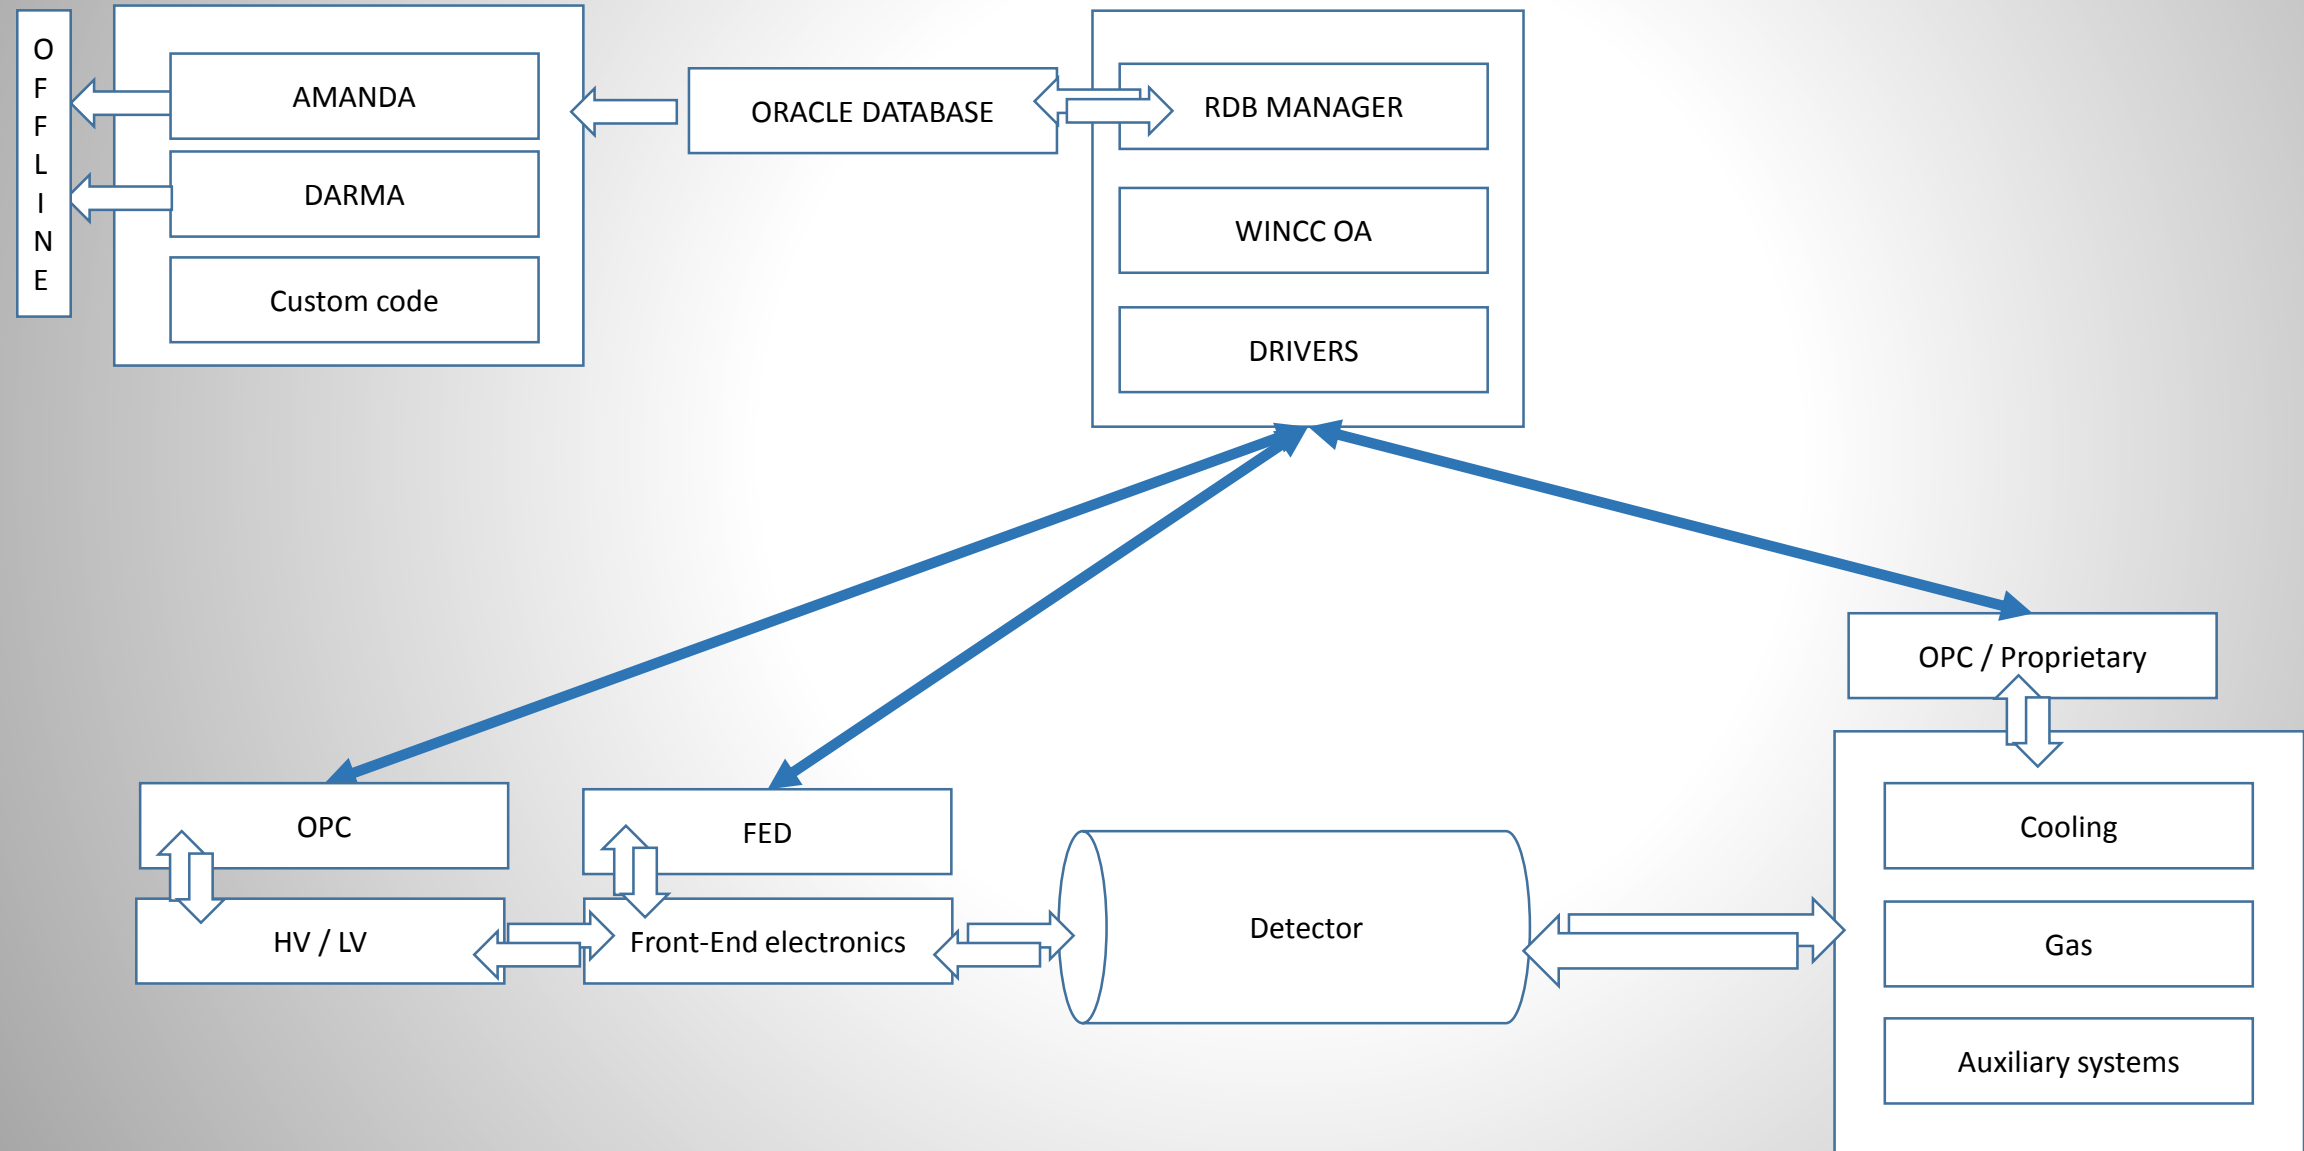 OFFLINE
AMANDA
DARMA
Custom code
ORACLE DATABASE
RDB MANAGER
WINCC OA
DRIVERS
OPC / Proprietary
OPC
FED
HV / LV
Front-End electronics
Detector
Cooling
Gas
Auxiliary systems